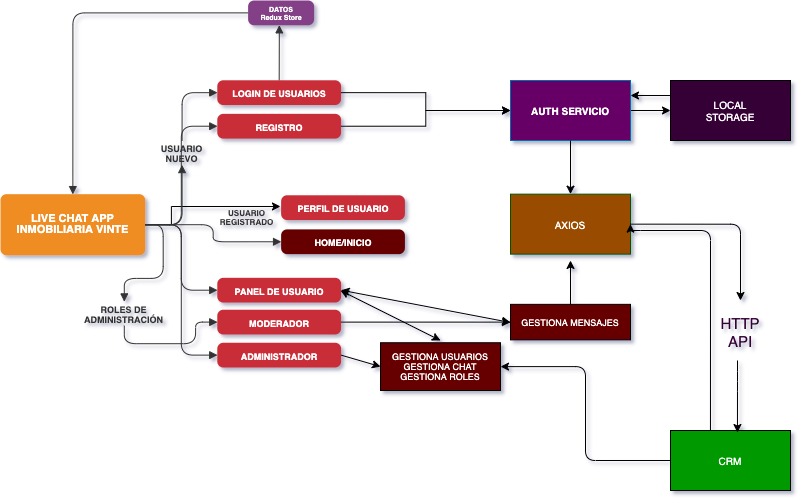 DATOS
Redux Store
LOGIN DE USUARIOS
REGISTRO
AUTH SERVICIO
LOCAL
STORAGE
USUARIO
NUEVO
LIVE CHAT APP
INMOBILIARIA VINTE
USUARIO
REGISTRADO
PERFIL DE USUARIO
HOME/INICIO
AXIOS
PANEL DE USUARIO
ROLES DE
ADMINISTRACIÓN
MODERADOR
GESTIONA MENSAJES
HTTP
API
ADMINISTRADOR
GESTIONA USUARIOS
GESTIONA CHAT
GESTIONA ROLES
CRM